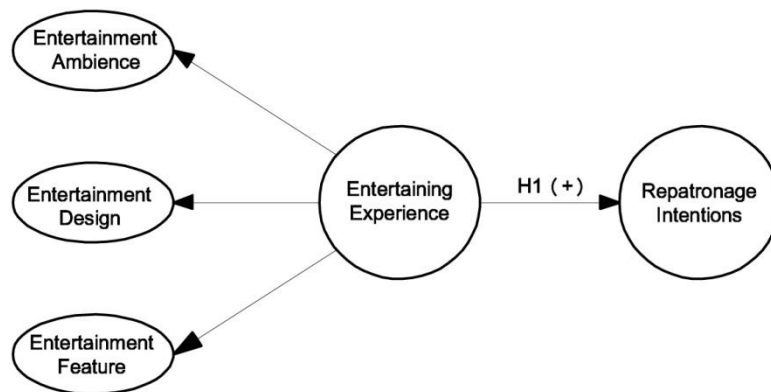 Entertainment
Ambience
Entertainment
Design
Entertaining
Experience
H1 (+)
Repatronage
Intentions
Entertainment
Feature